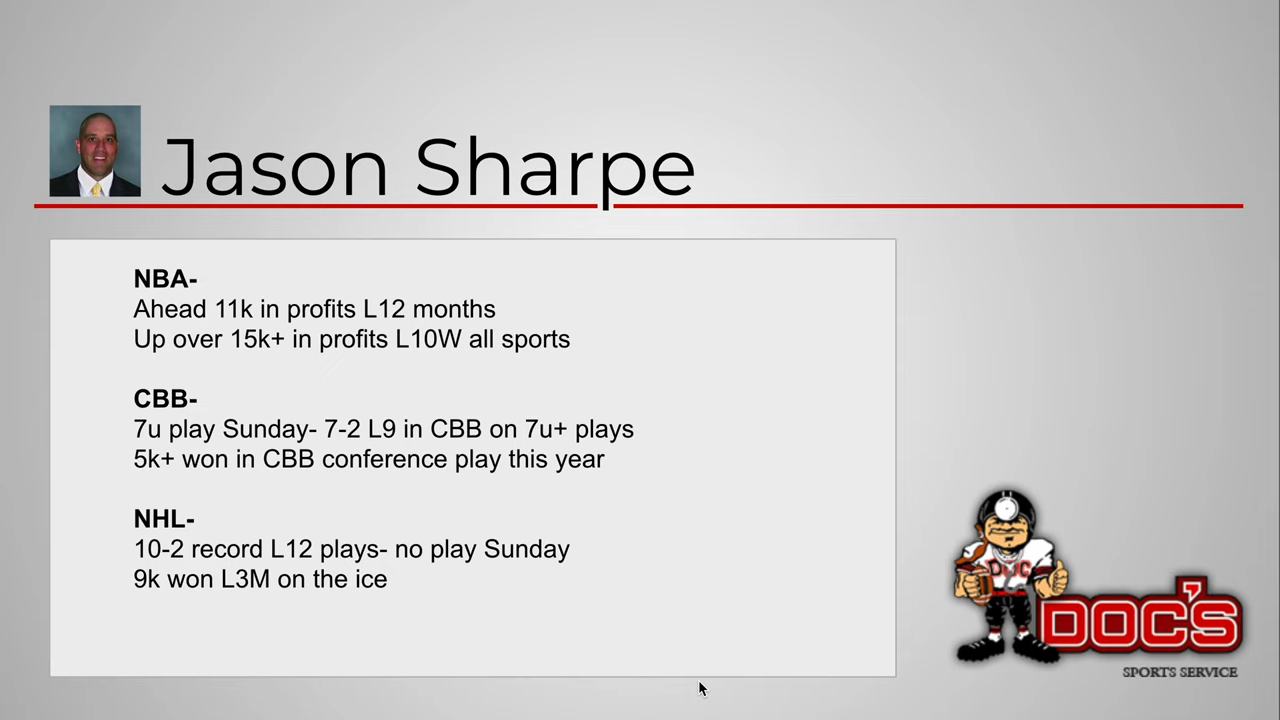 Jason Sharpe
NBA-
Ahead 11k in profits L12 months
Up over 15k+ in profits L10W all sports
CBB-
7u play Sunday- 7-2 L9 in CBB on 7u+ plays
5k+ won in CBB conference play this year
NHL-
10-2 record L12 plays- no play Sunday
9k won L3M on the ice
DOC
DOC'S
SPORTS SERVICE